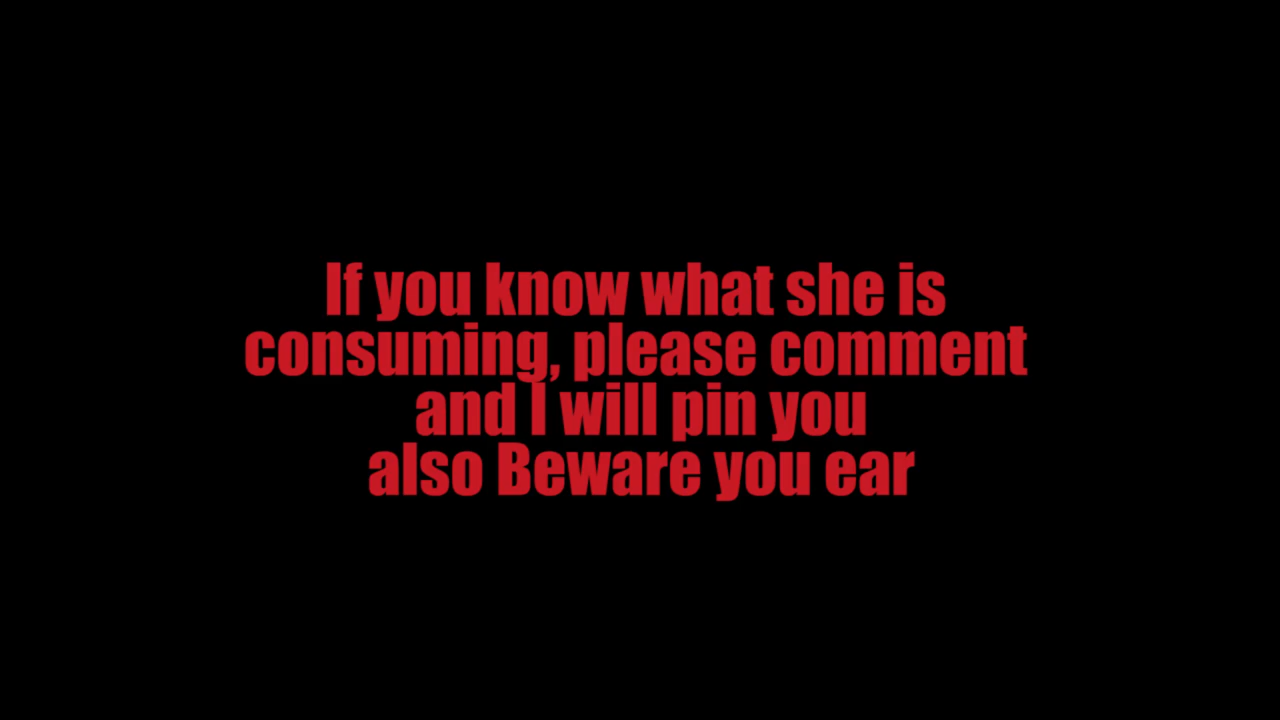 If you know what she is
consuming, please comment
and I will pin you
also Beware you ear